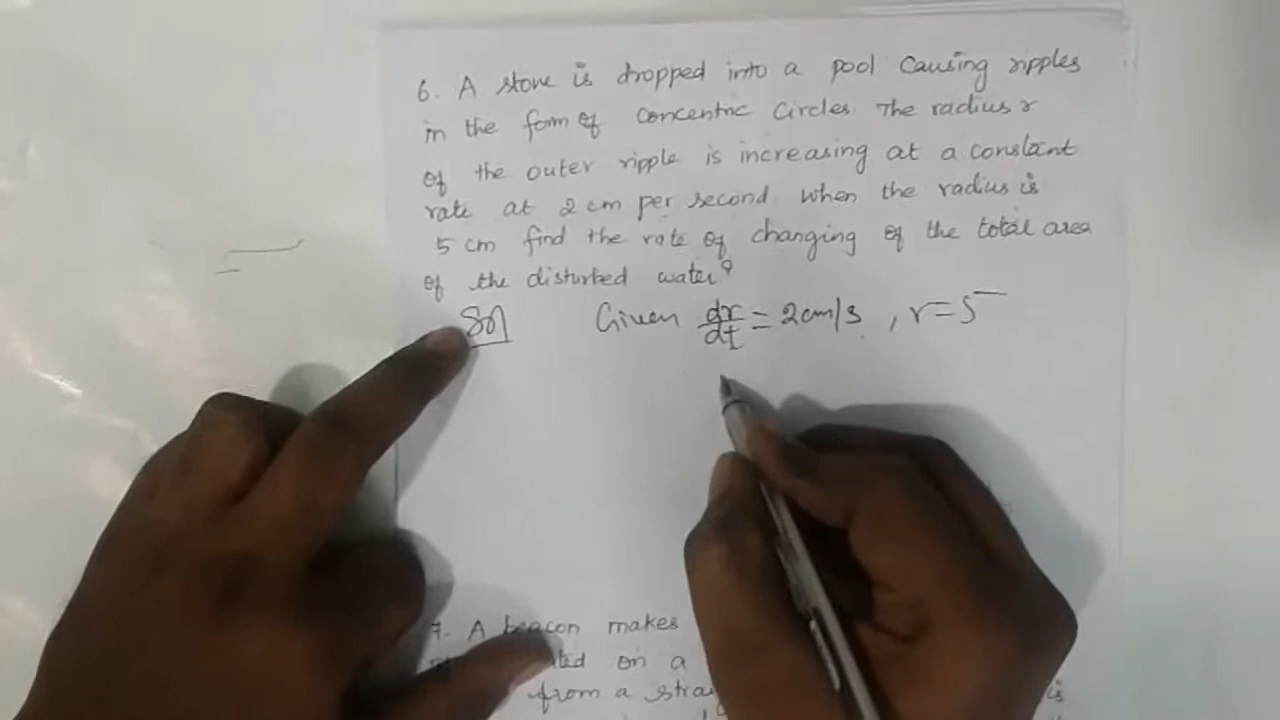 6. A stone is dropped into a pool causing ripples
in the form of concentric circles. The radius r
of the outer ripple is increasing at a constant
rate at 2 cm per second when the radius is
5 cm find the rate of changing of the total area
of the disturbed water?
Sol Given dr/dt = 2cm/s , r=5
7. A beacon makes
on a
from a is